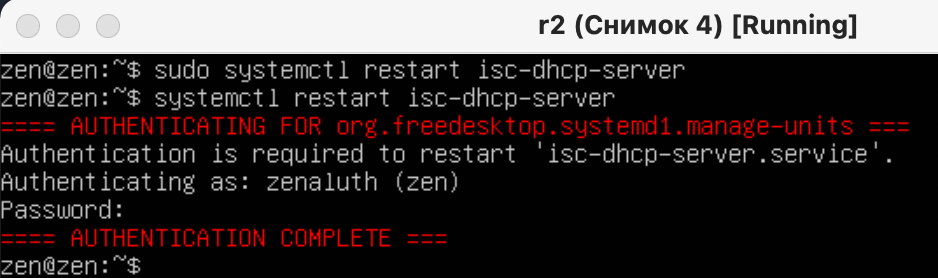 r2 (Снимок 4) [Running]
zen@zen:~$ sudo systemctl restart isc-dhcp-server
zen@zen:~$ systemctl restart isc-dhcp-server
==== AUTHENTICATING FOR org.freedesktop.systemd1.manage-units ===
Authentication is required to restart 'isc-dhcp-server.service'.
Authenticating as: zenaluth (zen)
Password:
==== AUTHENTICATION COMPLETE ===
zen@zen:~$